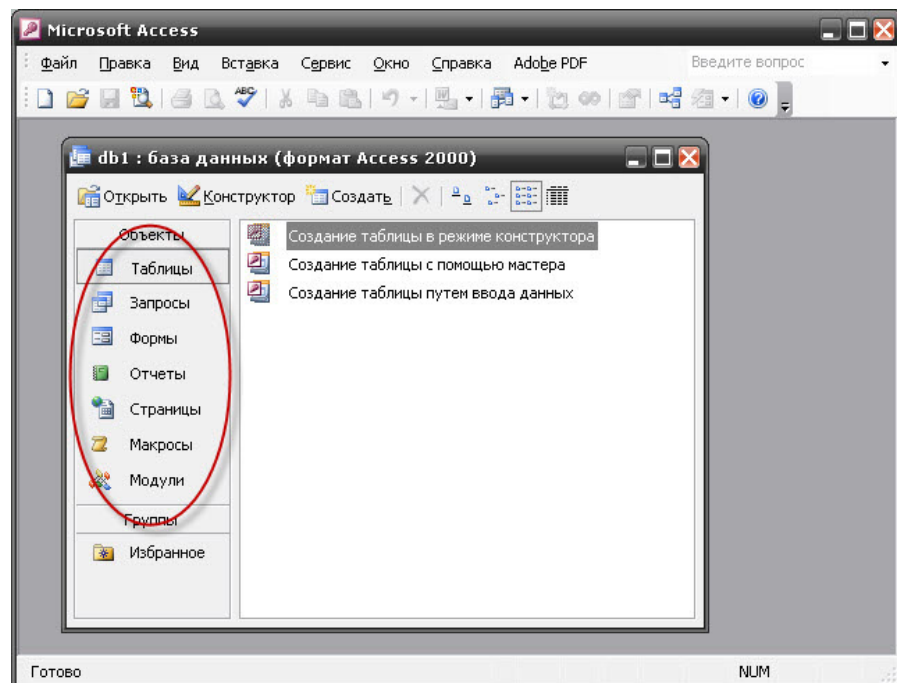 Microsoft Access
Файл Правка Вид Вставка Сервис Окно Справка Adobe PDF Введите вопрос
ABC W
db1 : база данных (формат Access 2000)
Открыть Конструктор Создать
Объекты
Таблицы
Запросы
Формы
Отчеты
Страницы
Макросы
Модули
Группы
Избранное
Создание таблицы в режиме конструктора
Создание таблицы с помощью мастера
Создание таблицы путем ввода данных
Готово NUM